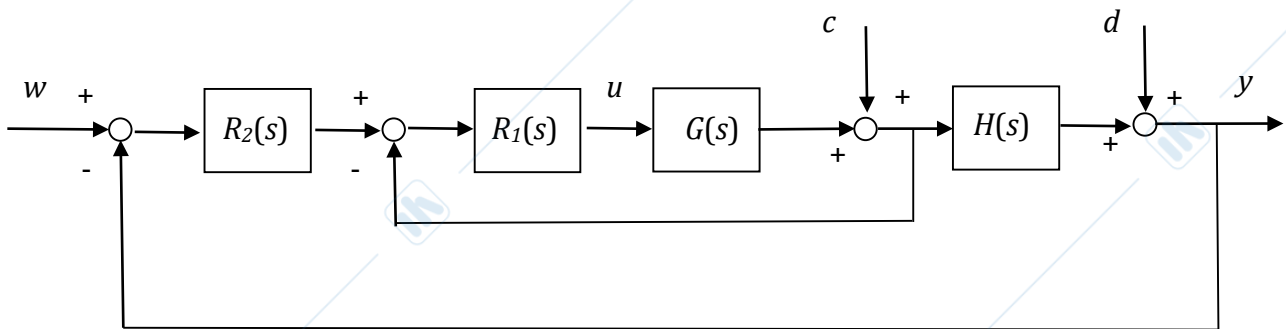 c
d
w
u
y
+
+
+
+
R₂(s)
R₁(s)
G(s)
H(s)
-
-
+
+